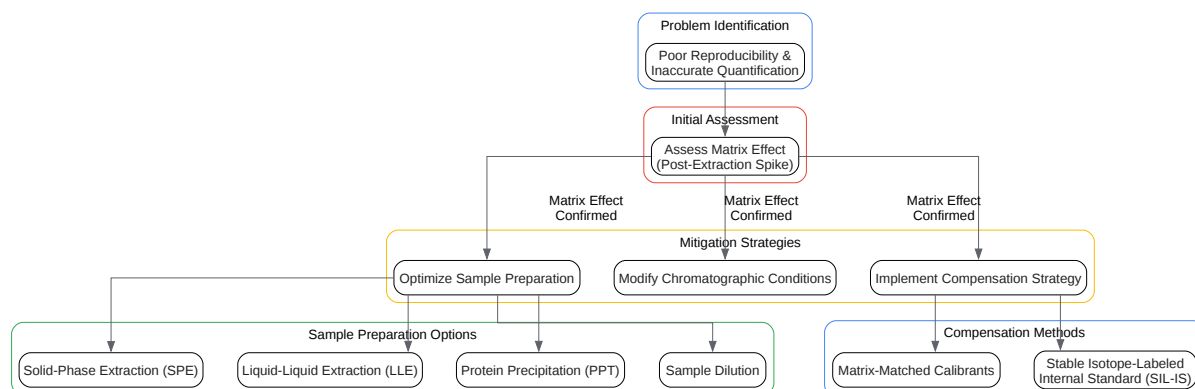 Problem Identification
Poor Reproducibility &
Inaccurate Quantification
Initial Assessment
Assess Matrix Effect
(Post-Extraction Spike)
Matrix Effect
Confirmed
Matrix Effect
Confirmed
Matrix Effect
Confirmed
Mitigation Strategies
Optimize Sample Preparation
Modify Chromatographic Conditions
Implement Compensation Strategy
Sample Preparation Options
Solid-Phase Extraction (SPE)
Liquid-Liquid Extraction (LLE)
Protein Precipitation (PPT)
Sample Dilution
Compensation Methods
Matrix-Matched Calibrants
Stable Isotope-Labeled
Internal Standard (SIL-IS)